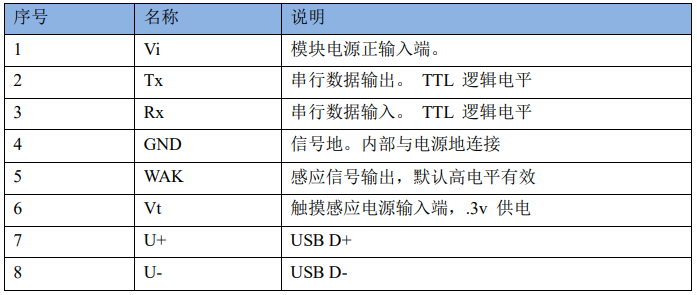 序号 名称 说明
1 Vi 模块电源正输入端。
2 Tx 串行数据输出。 TTL 逻辑电平
3 Rx 串行数据输入。 TTL 逻辑电平
4 GND 信号地。内部与电源地连接
5 WAK 感应信号输出，默认高电平有效
6 Vt 触摸感应电源输入端，.3v 供电
7 U+ USB D+
8 U- USB D-